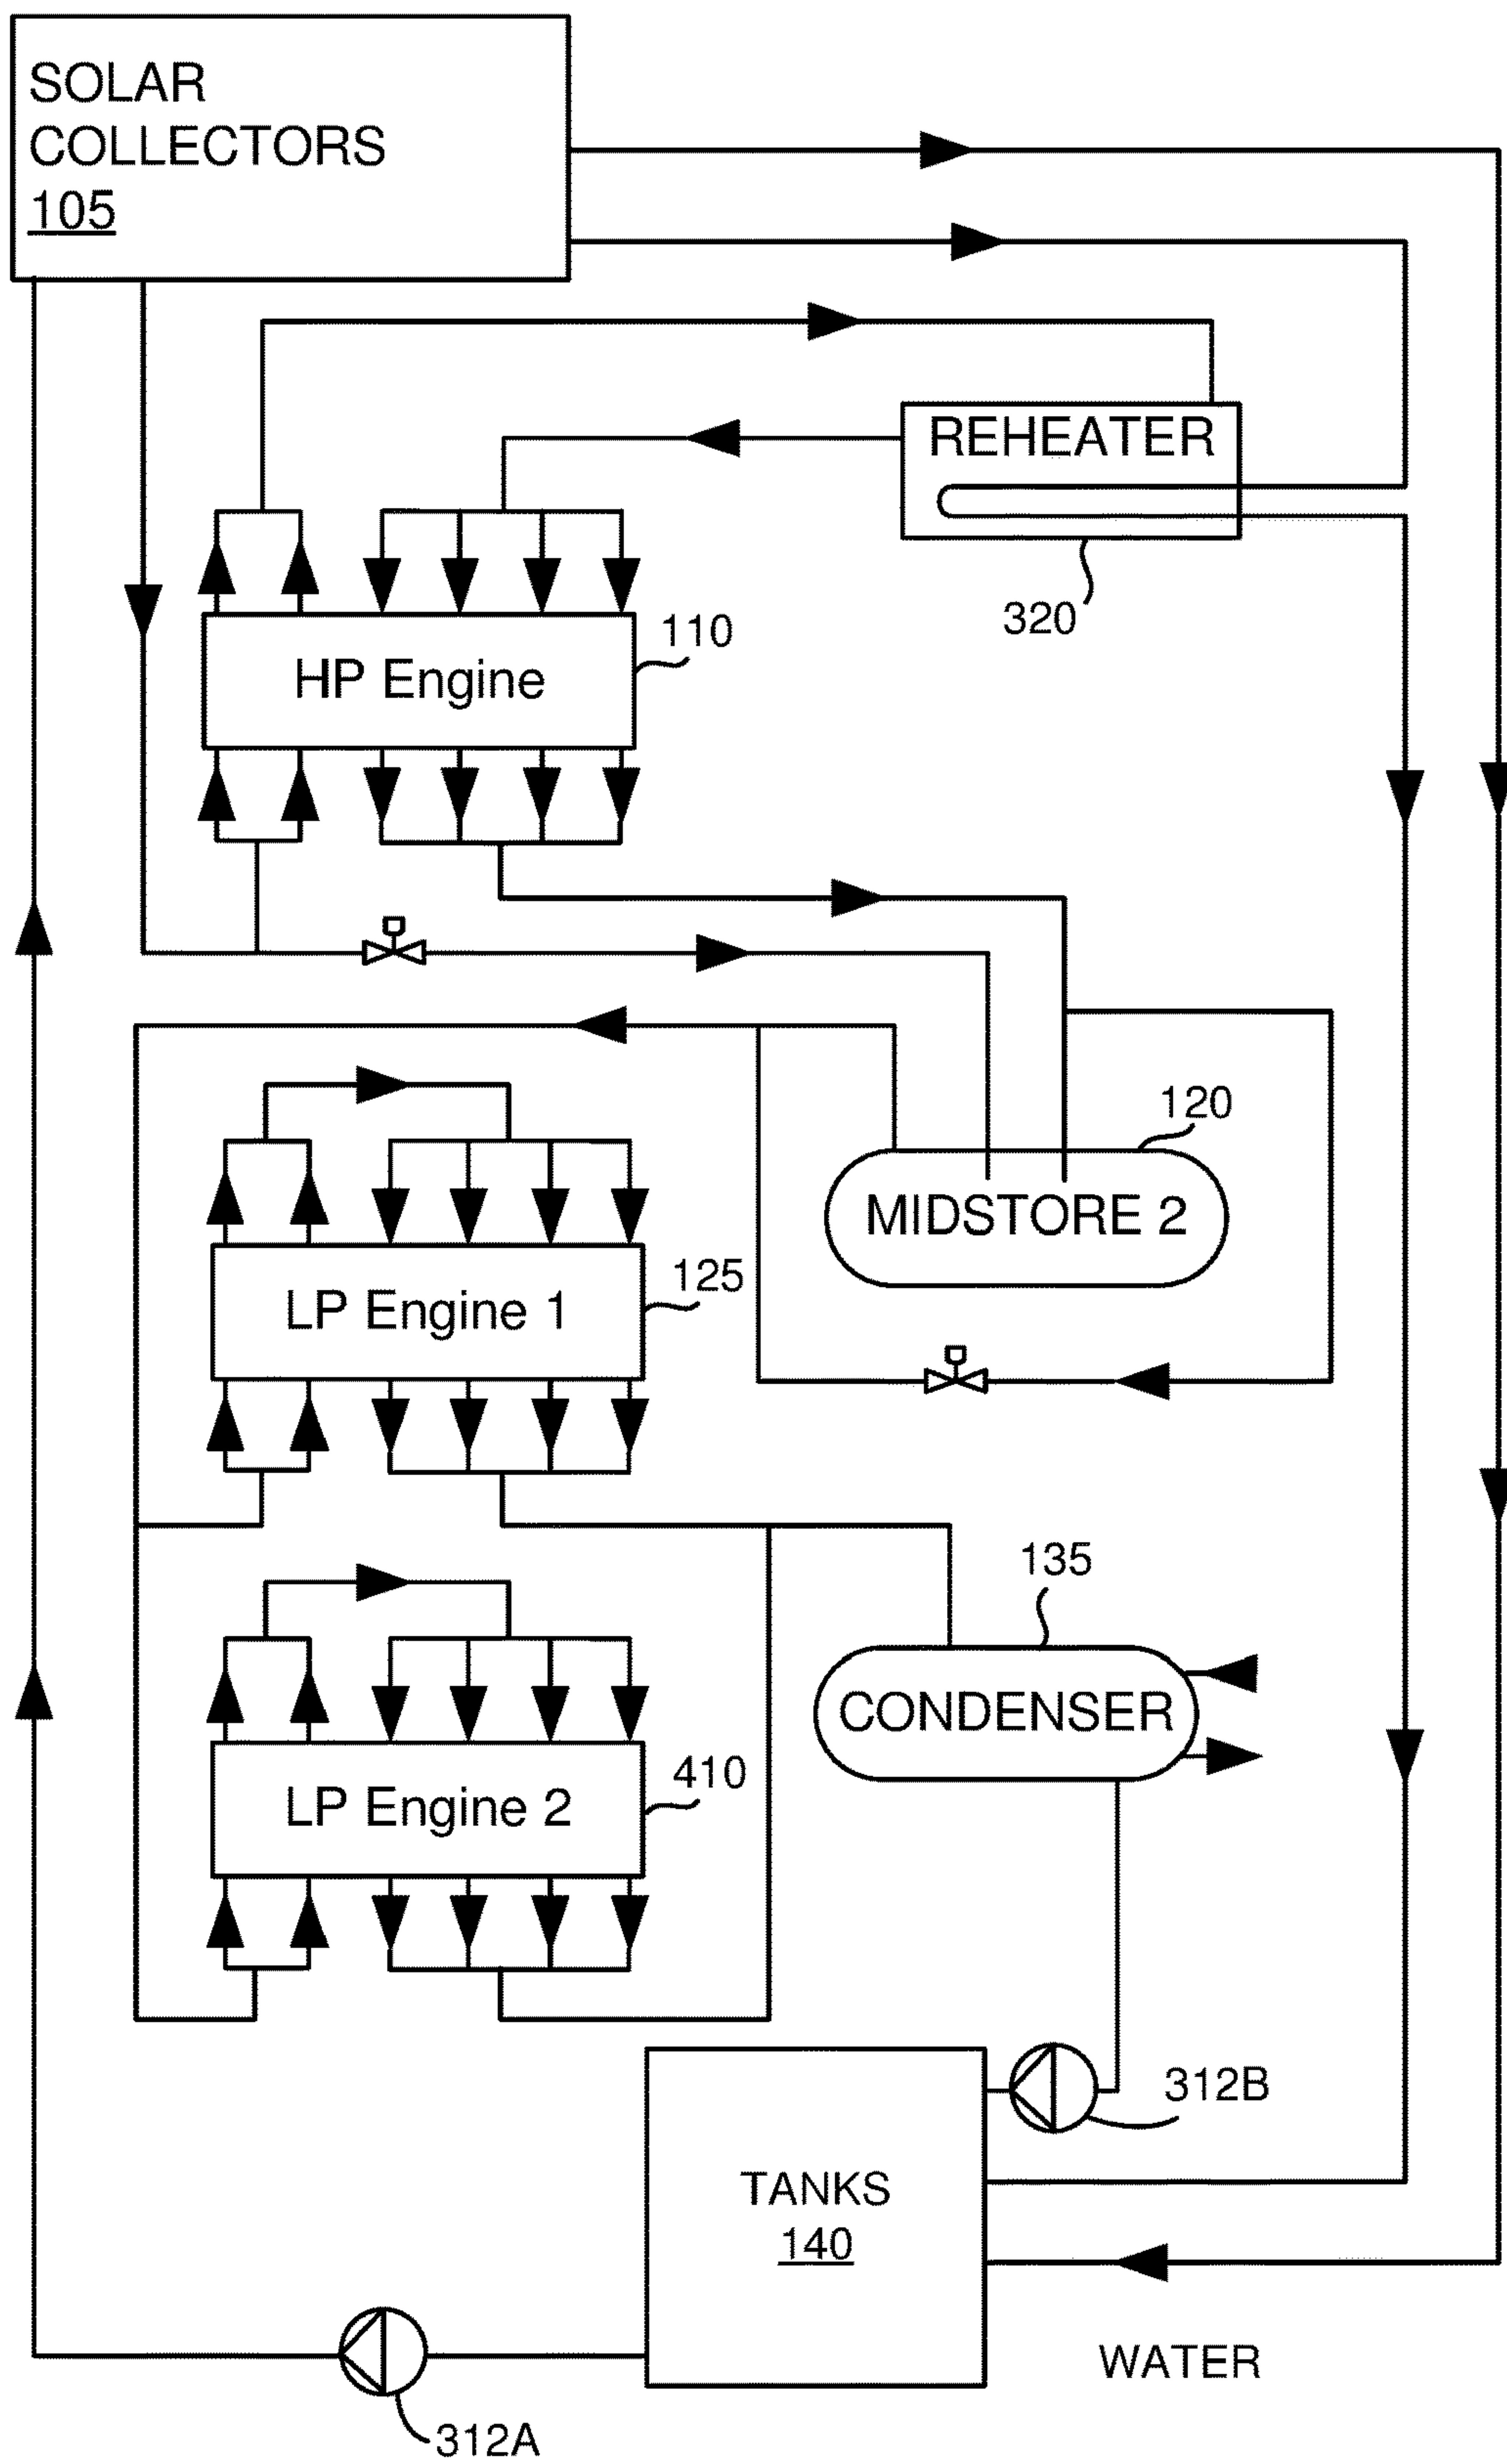 SOLAR
COLLECTORS
105
REHEATER
320
110
HP Engine
120
MIDSTORE 2
125
LP Engine 1
135
CONDENSER
410
LP Engine 2
312B
TANKS
140
WATER
312A